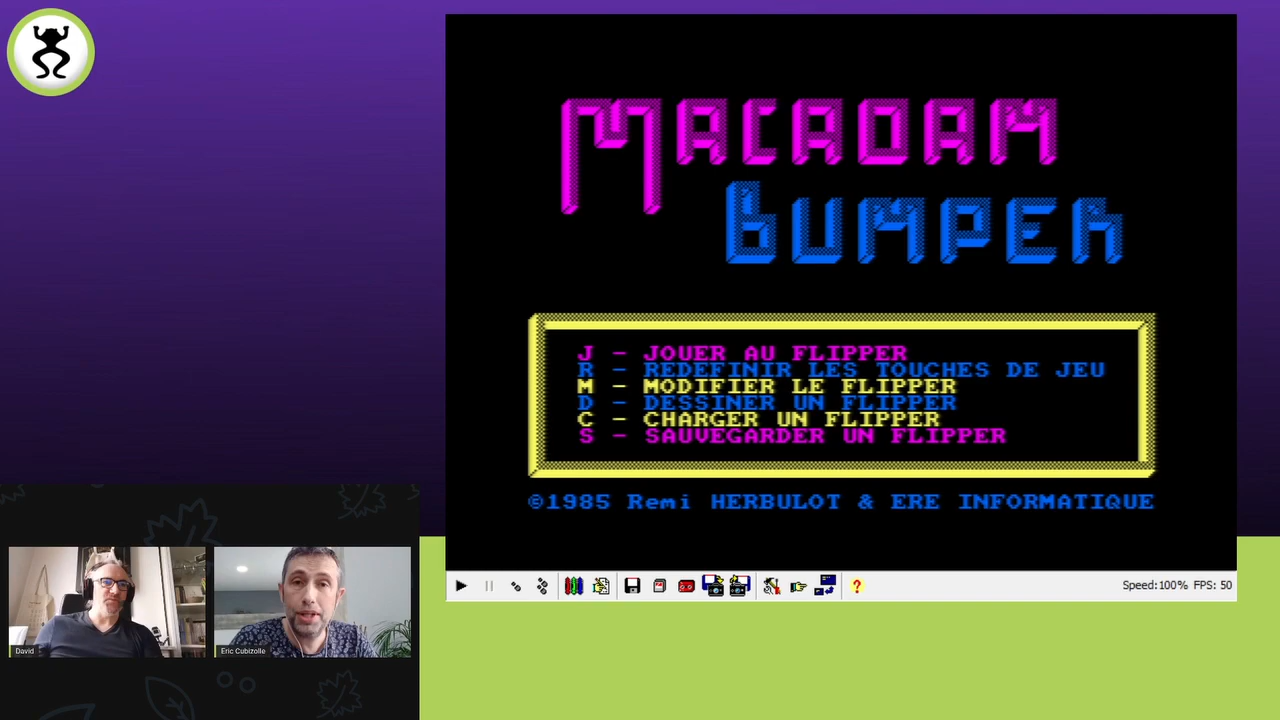 MACADAM
BUMPER
J - JOUER AU FLIPPER
R - REDEFINIR LES TOUCHES DE JEU
M - MODIFIER LE FLIPPER
D - DESSINER UN FLIPPER
C - CHARGER UN FLIPPER
S - SAUVEGARDER UN FLIPPER
©1985 Remi HERBULOT & ERE INFORMATIQUE
Speed:100% FPS: 50
David
Eric Cubizolle